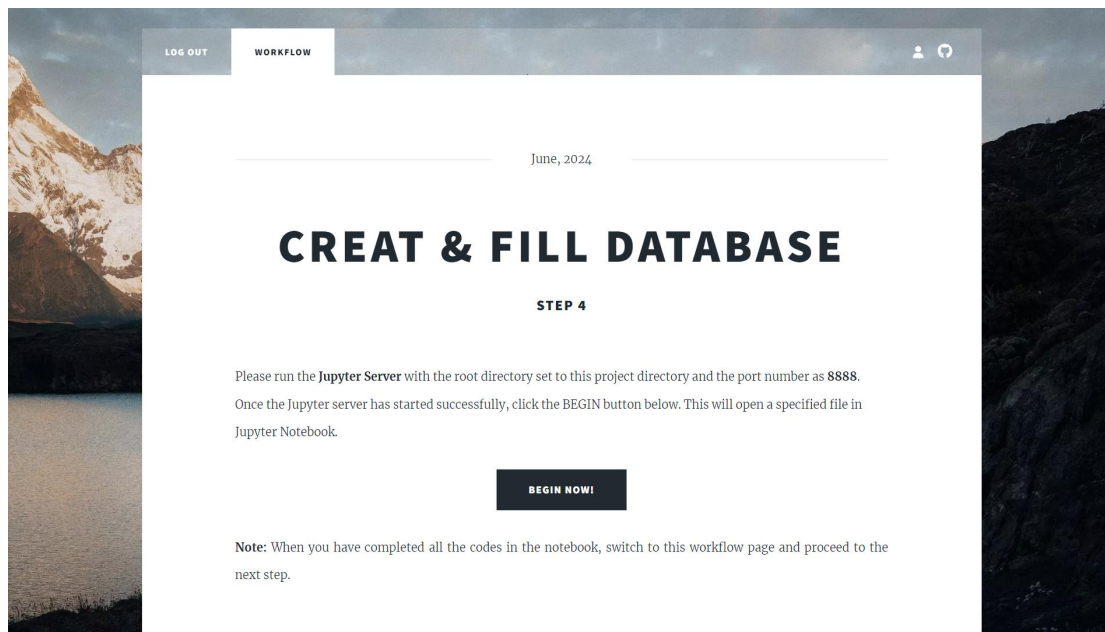 LOG OUT
WORKFLOW
June, 2024
CREAT & FILL DATABASE
STEP 4
Please run the Jupyter Server with the root directory set to this project directory and the port number as 8888.
Once the Jupyter server has started successfully, click the BEGIN button below. This will open a specified file in
Jupyter Notebook.
BEGIN NOW!
Note: When you have completed all the codes in the notebook, switch to this workflow page and proceed to the
next step.